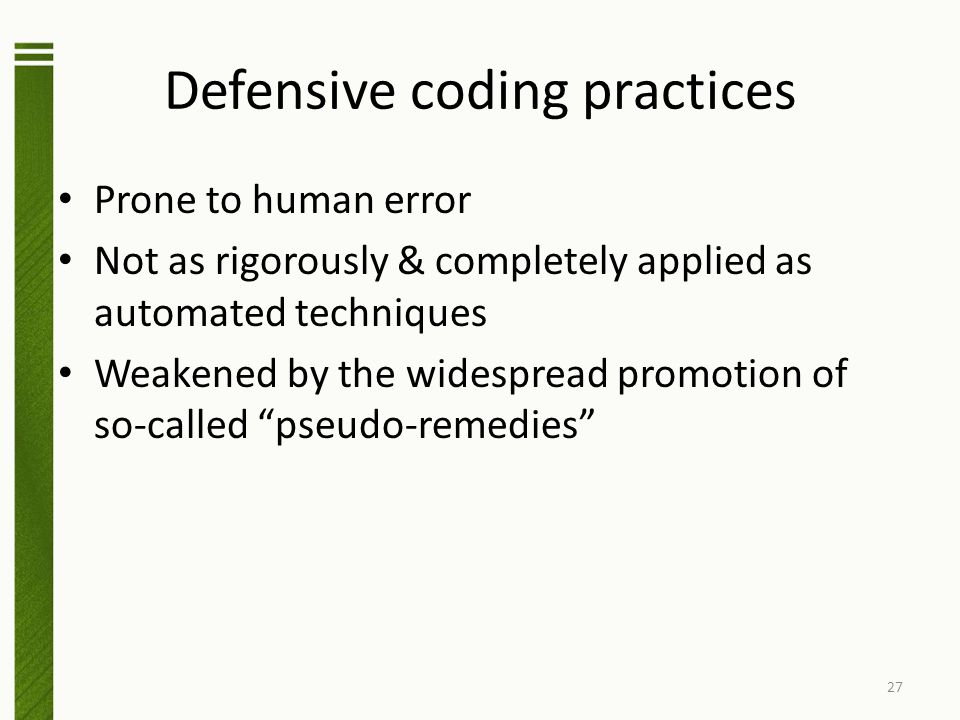 Defensive coding practices
• Prone to human error
• Not as rigorously & completely applied as
automated techniques
• Weakened by the widespread promotion of
so-called “pseudo-remedies”
27